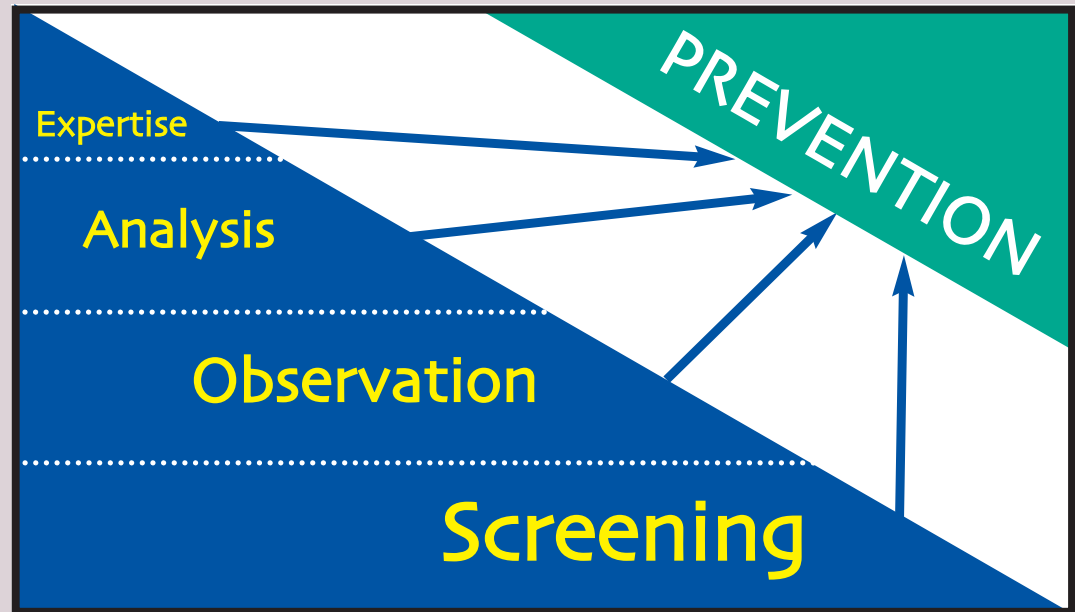 PREVENTION
Expertise
Analysis
Observation
Screening